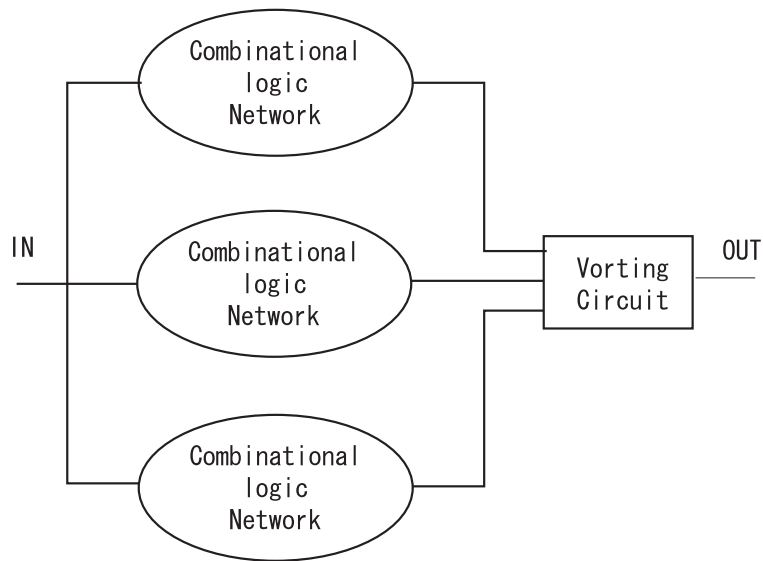 Combinational
logic
Network
IN
Combinational
logic
Network
Vorting
Circuit
OUT
Combinational
logic
Network